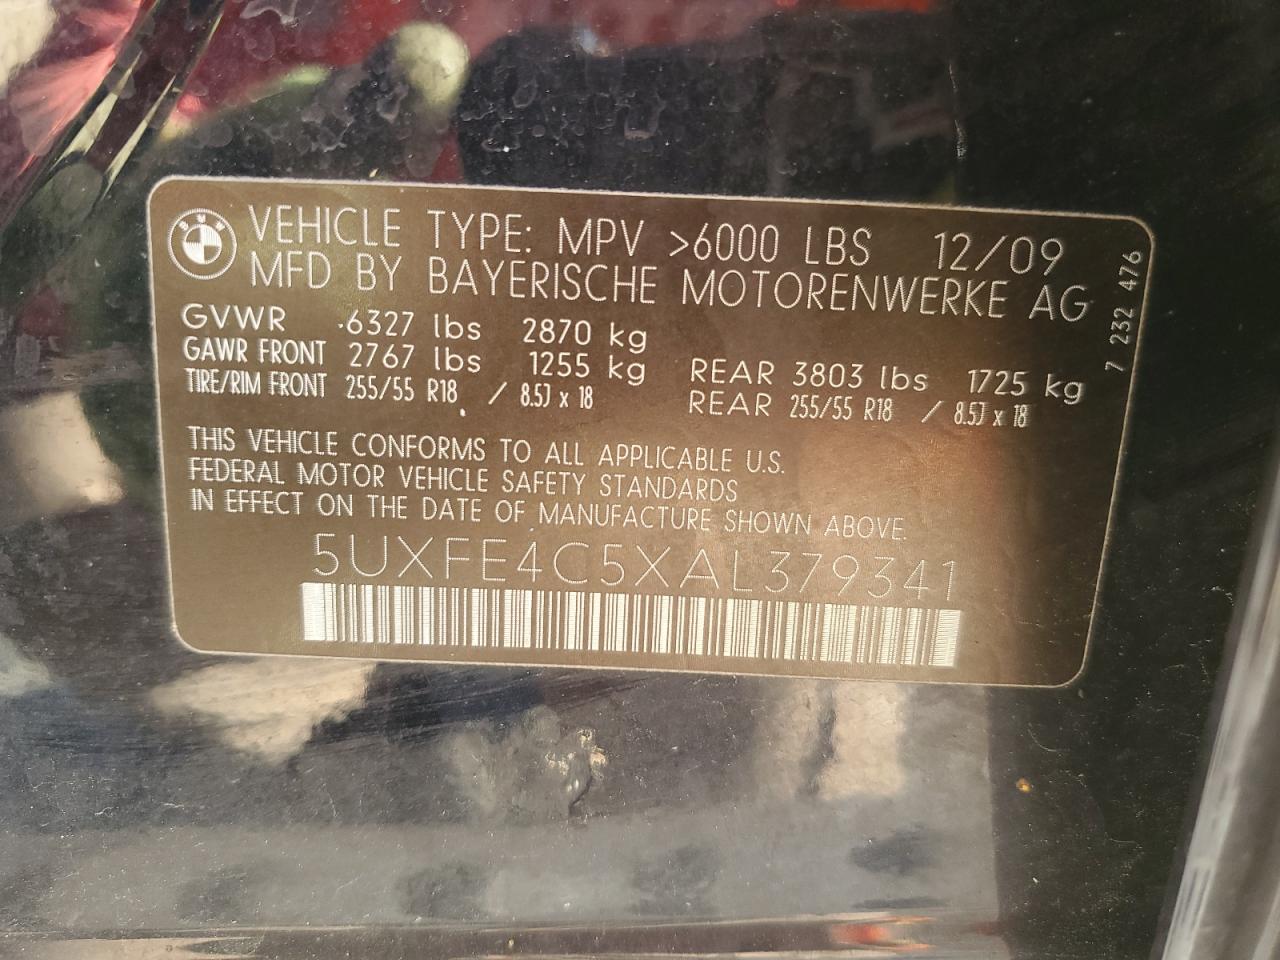 BMW
VEHICLE TYPE: MPV >6000 LBS 12/09
MFD BY BAYERISCHE MOTORENWERKE AG
GVWR 6327 lbs 2870 kg
GAWR FRONT 2767 lbs 1255 kg REAR 3803 lbs 1725 kg
TIRE/RIM FRONT 255/55 R18 / 8.5J x 18 REAR 255/55 R18 / 8.5J x 18
THIS VEHICLE CONFORMS TO ALL APPLICABLE U.S.
FEDERAL MOTOR VEHICLE SAFETY STANDARDS
IN EFFECT ON THE DATE OF MANUFACTURE SHOWN ABOVE.
5UXFE4C5XAL379341
7 232 476